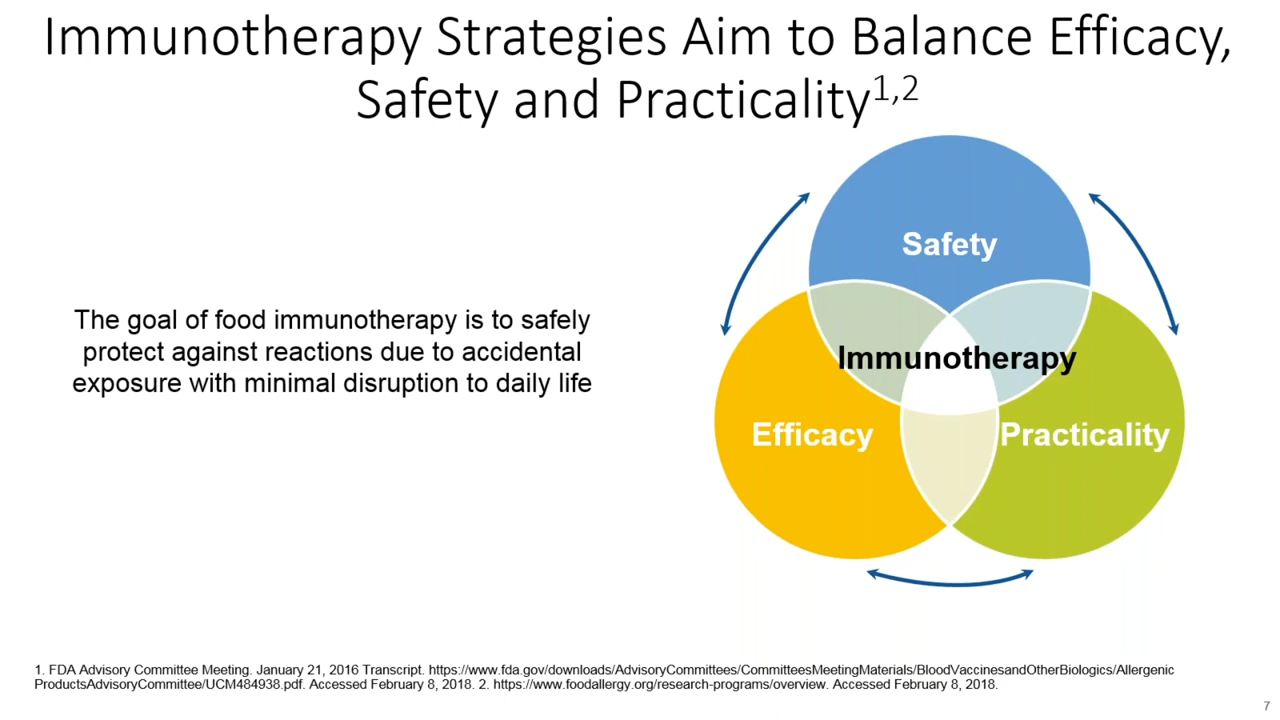 Immunotherapy Strategies Aim to Balance Efficacy,
Safety and Practicality1,2
The goal of food immunotherapy is to safely
protect against reactions due to accidental
exposure with minimal disruption to daily life
Safety
Immunotherapy
Efficacy
Practicality
1. FDA Advisory Committee Meeting. January 21, 2016 Transcript. https://www.fda.gov/downloads/AdvisoryCommittees/CommitteesMeetingMaterials/BloodVaccinesandOtherBiologics/Allergenic
ProductsAdvisoryCommittee/UCM484938.pdf. Accessed February 8, 2018. 2. https://www.foodallergy.org/research-programs/overview. Accessed February 8, 2018.
7